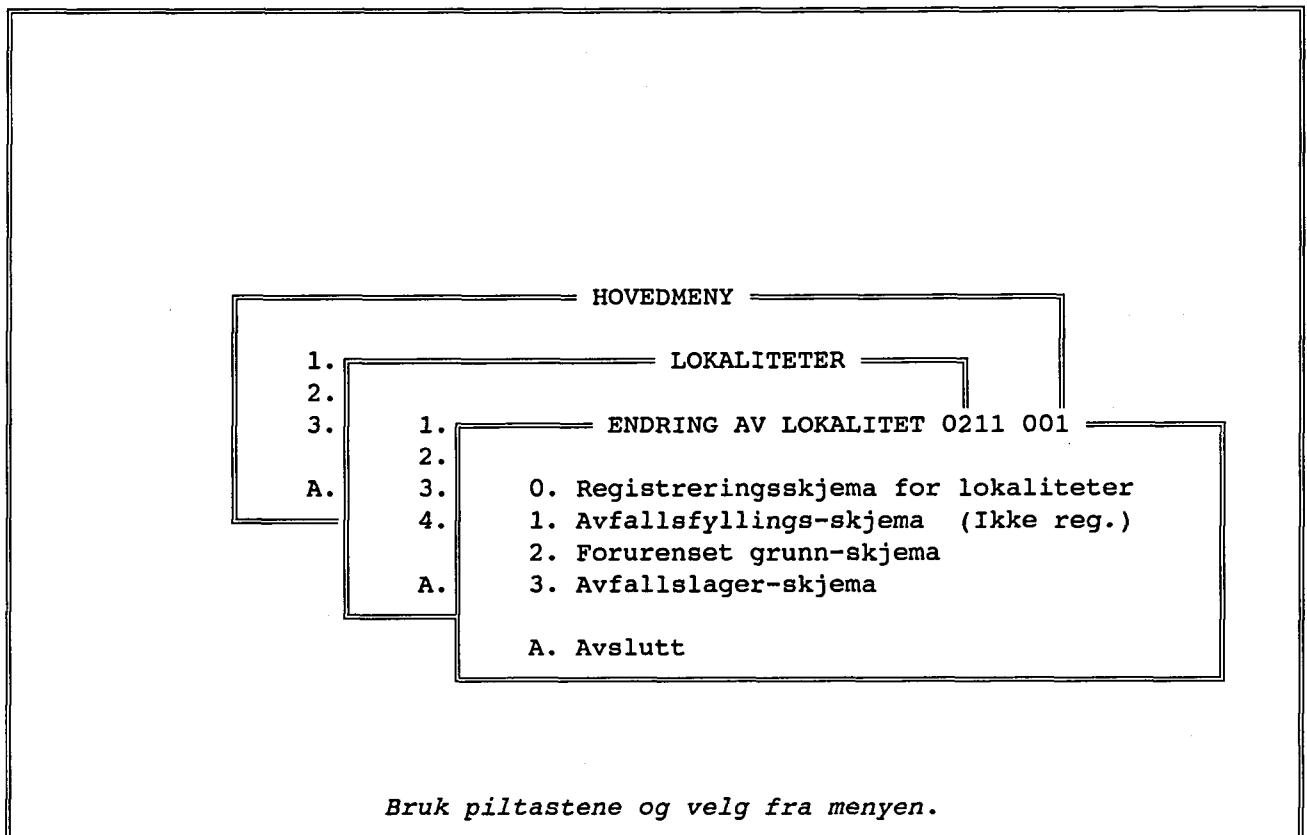 HOVEDMENY
1. LOKALITETER
2.
3. 1. ENDRING AV LOKALITET 0211 001
2.
A. 3. 0. Registreringsskjema for lokaliteter
4. 1. Avfallsfyllings-skjema (Ikke reg.)
2. Forurenset grunn-skjema
A. 3. Avfallslager-skjema
A. Avslutt
Bruk piltastene og velg fra menyen.